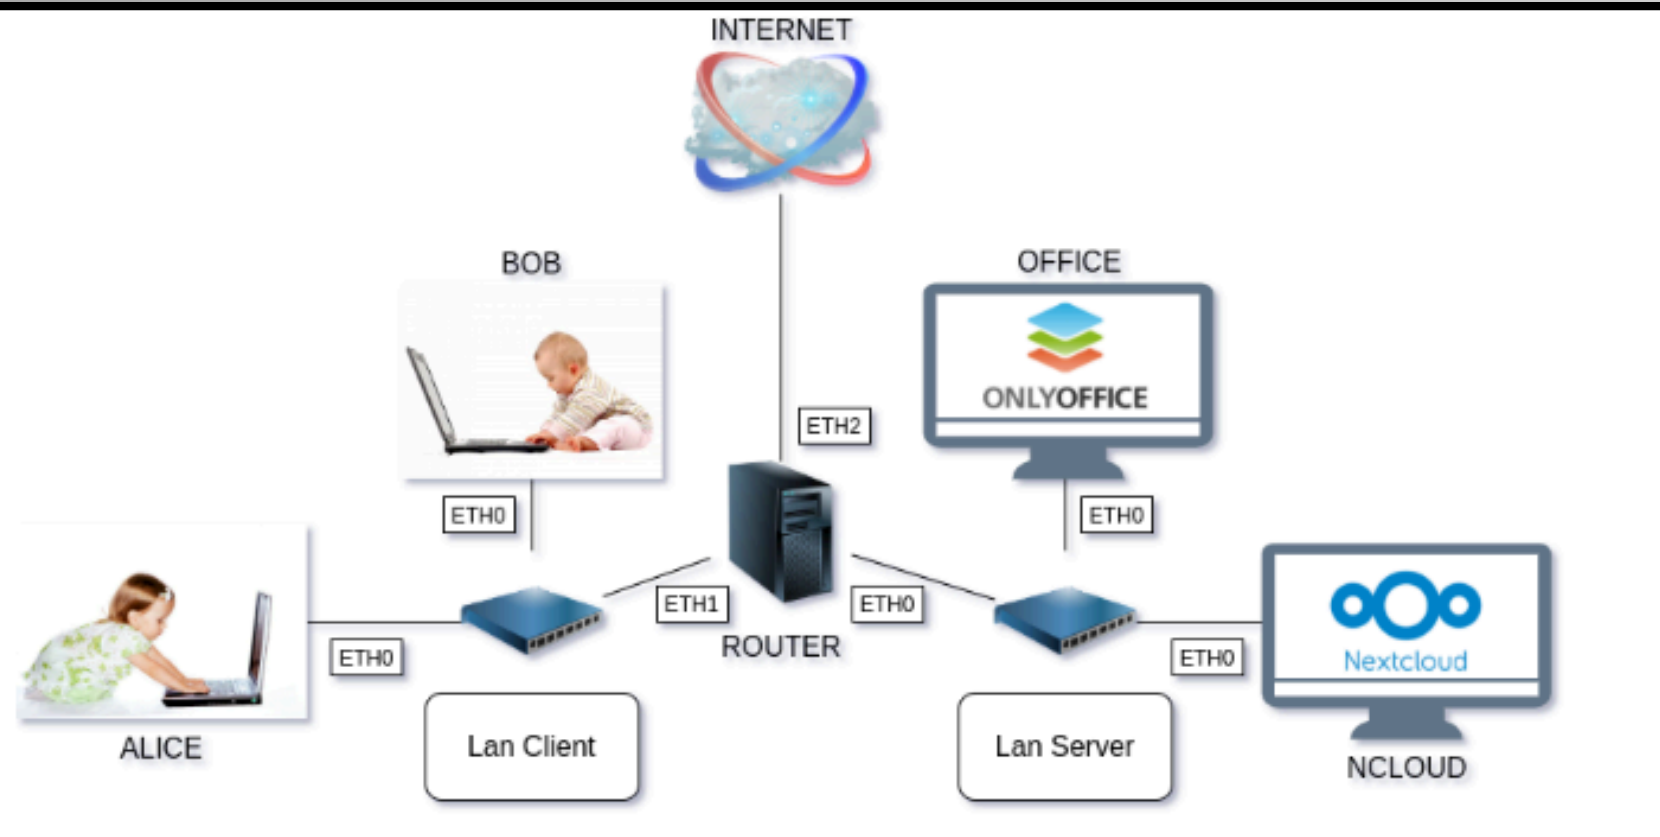 INTERNET
BOB
OFFICE
ONLYOFFICE
ETH2
ETH0
ETH0
ETH1
ETH0
ROUTER
ETH0
ETH0
Nextcloud
ALICE
Lan Client
Lan Server
NCLOUD